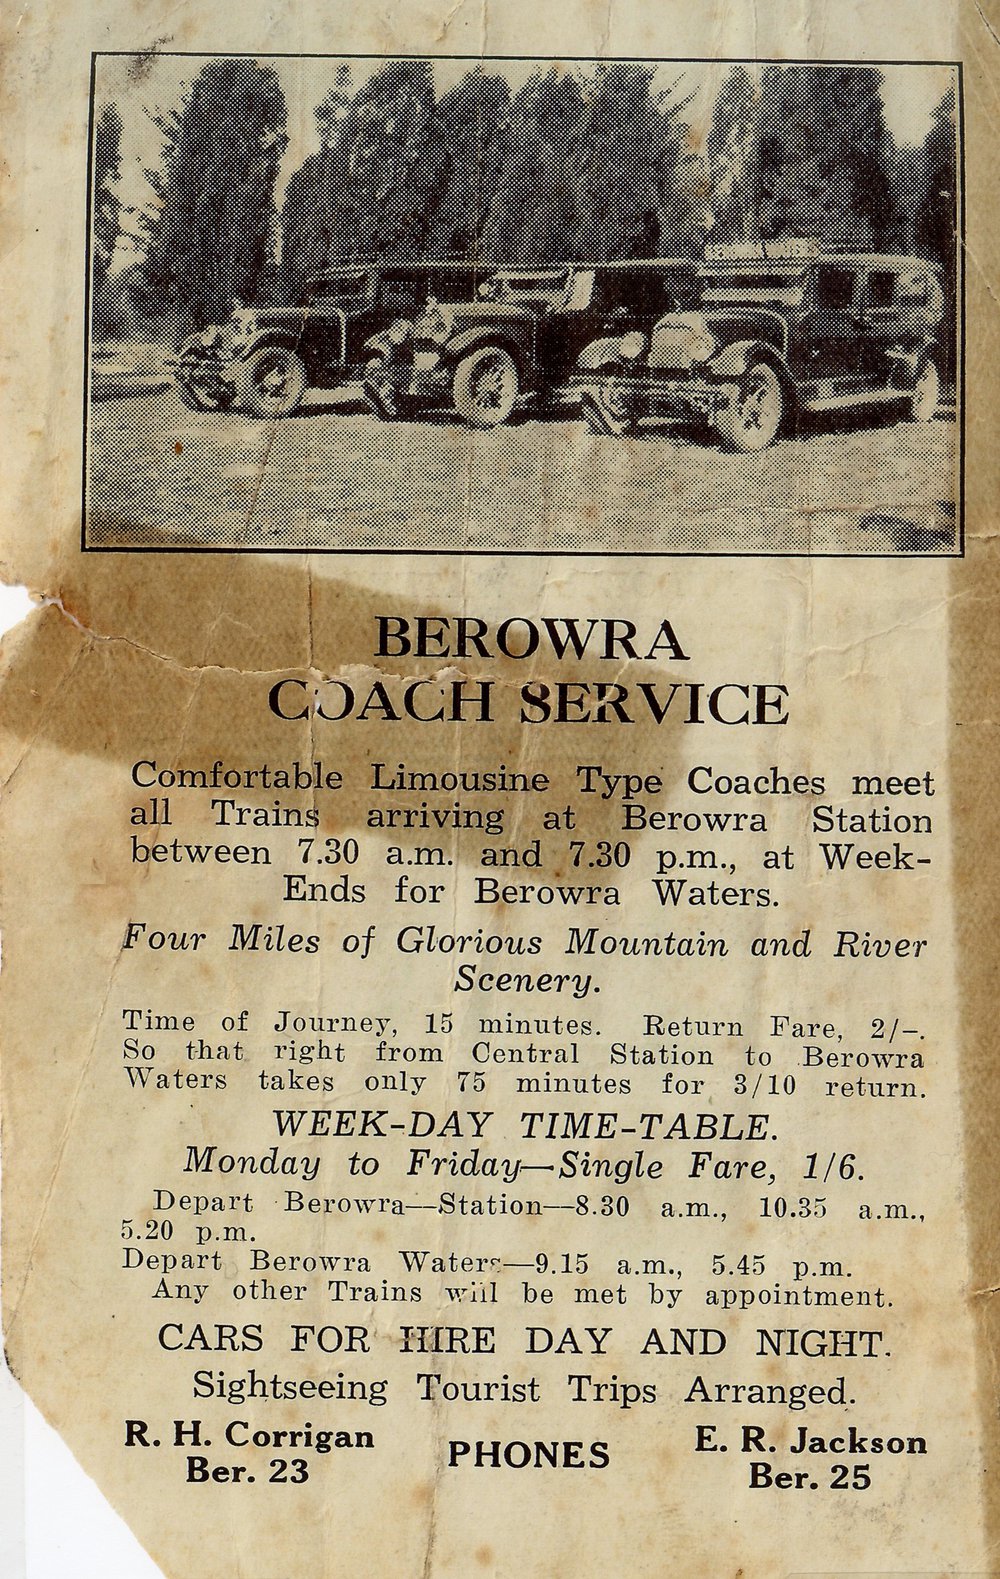 BEROWRA
COACH SERVICE
Comfortable Limousine Type Coaches meet
all Trains arriving at Berowra Station
between 7.30 a.m. and 7.30 p.m., at Week-
Ends for Berowra Waters.
Four Miles of Glorious Mountain and River
Scenery.
Time of Journey, 15 minutes. Return Fare, 2/-.
So that right from Central Station to Berowra
Waters takes only 75 minutes for 3/10 return.
WEEK-DAY TIME-TABLE.
Monday to Friday—Single Fare, 1/6.
Depart Berowra—Station—8.30 a.m., 10.35 a.m.,
5.20 p.m.
Depart Berowra Waters—9.15 a.m., 5.45 p.m.
Any other Trains will be met by appointment.
CARS FOR HIRE DAY AND NIGHT.
Sightseeing Tourist Trips Arranged.
R. H. Corrigan
Ber. 23
PHONES
E. R. Jackson
Ber. 25